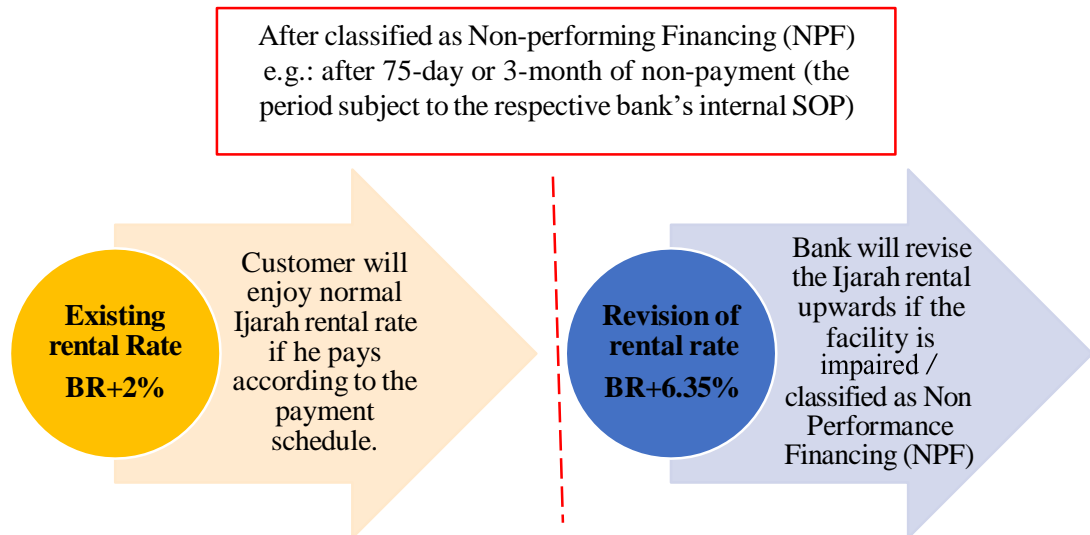 After classified as Non-performing Financing (NPF)
e.g.: after 75-day or 3-month of non-payment (the
period subject to the respective bank's internal SOP)
Existing
rental Rate
BR+2%
Customer will
enjoy normal
Ijarah rental rate
if he pays
according to the
payment
schedule.
Revision of
rental rate
BR+6.35%
Bank will revise
the Ijarah rental
upwards if the
facility is
impaired /
classified as Non
Performance
Financing (NPF)